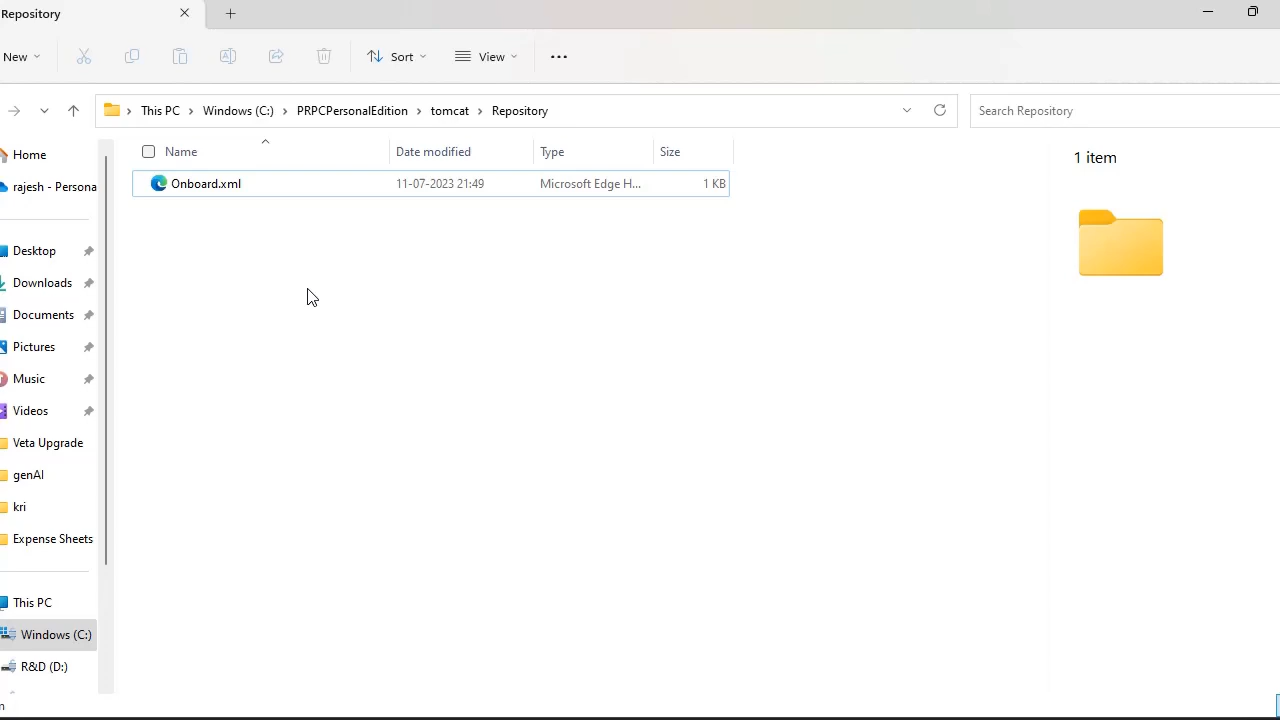 Repository
New
Sort
View
This PC
Windows (C:)
PRPCPersonalEdition
tomcat
Repository
Search Repository
Name
Date modified
Type
Size
Onboard.xml
11-07-2023 21:49
Microsoft Edge H...
1 KB
1 item
Home
rajesh - Persona
Desktop
Downloads
Documents
Pictures
Music
Videos
Veta Upgrade
genAI
kri
Expense Sheets
This PC
Windows (C:)
R&D (D:)